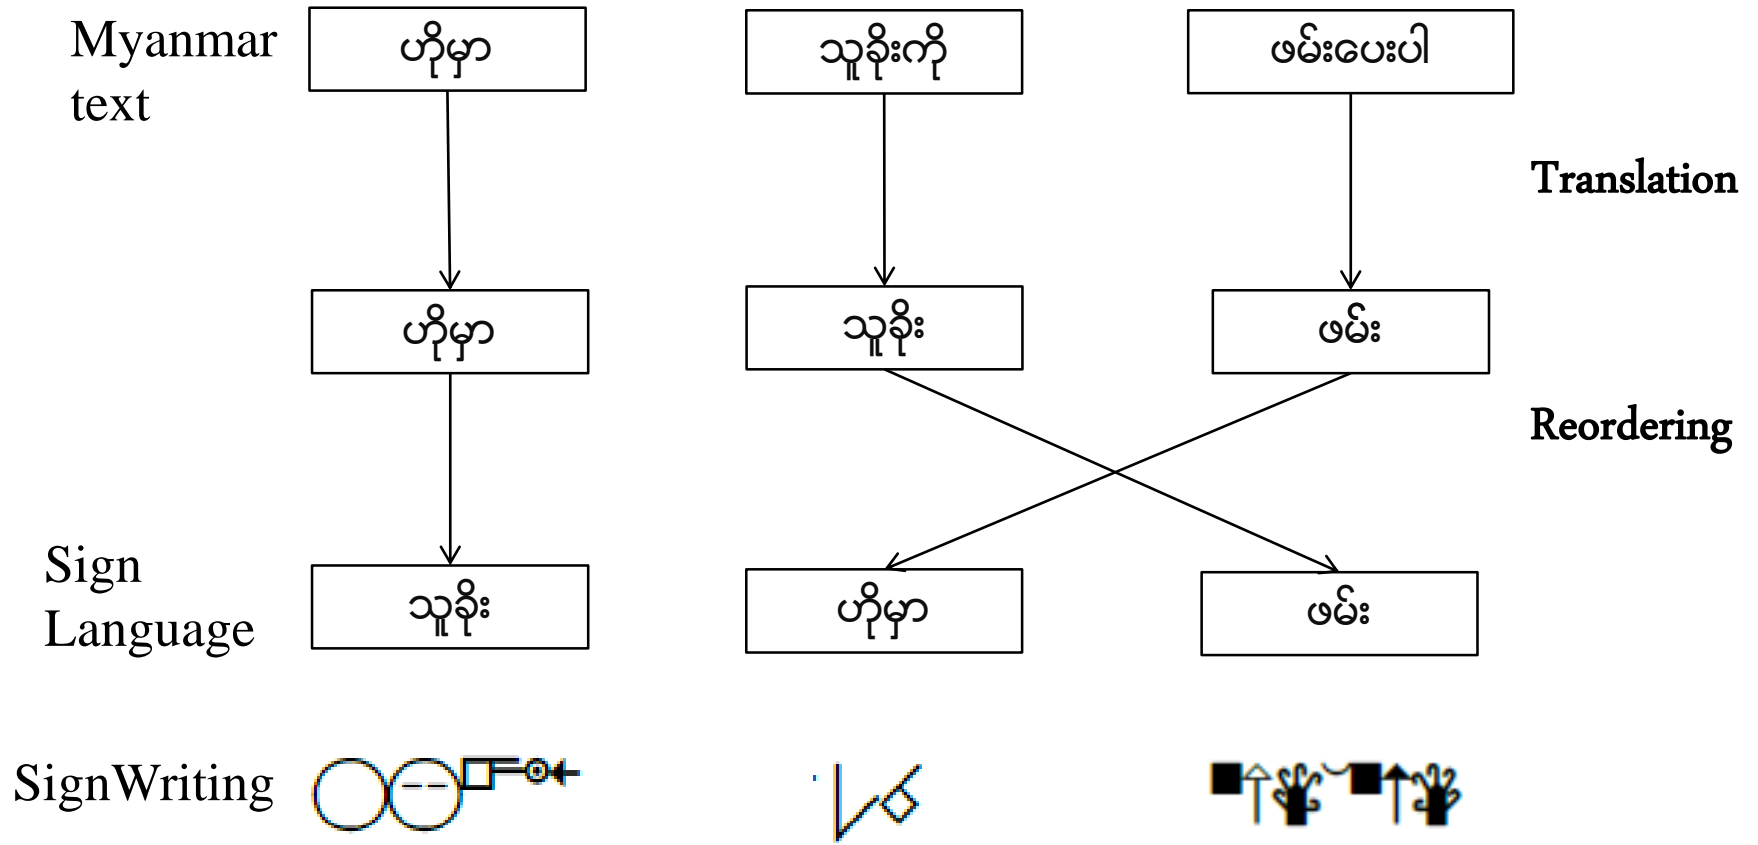 Myanmar text
ဟိုမှာ
သူခိုးကို
ဖမ်းပေးပါ
Translation
ဟိုမှာ
သူခိုး
ဖမ်း
Reordering
Sign Language
သူခိုး
ဟိုမှာ
ဖမ်း
SignWriting